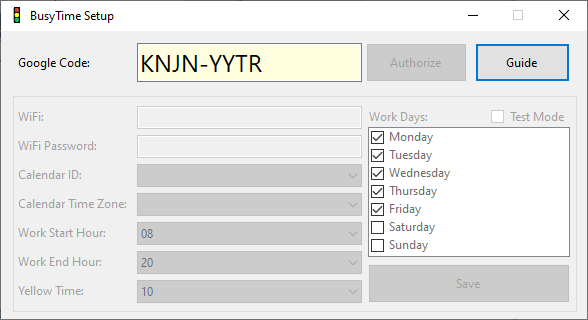 BusyTime Setup
Google Code: KNJN-YYTR Authorize Guide
WiFi:
WiFi Password:
Calendar ID:
Calendar Time Zone:
Work Start Hour: 08
Work End Hour: 20
Yellow Time: 10
Work Days: Test Mode
Monday
Tuesday
Wednesday
Thursday
Friday
Saturday
Sunday
Save